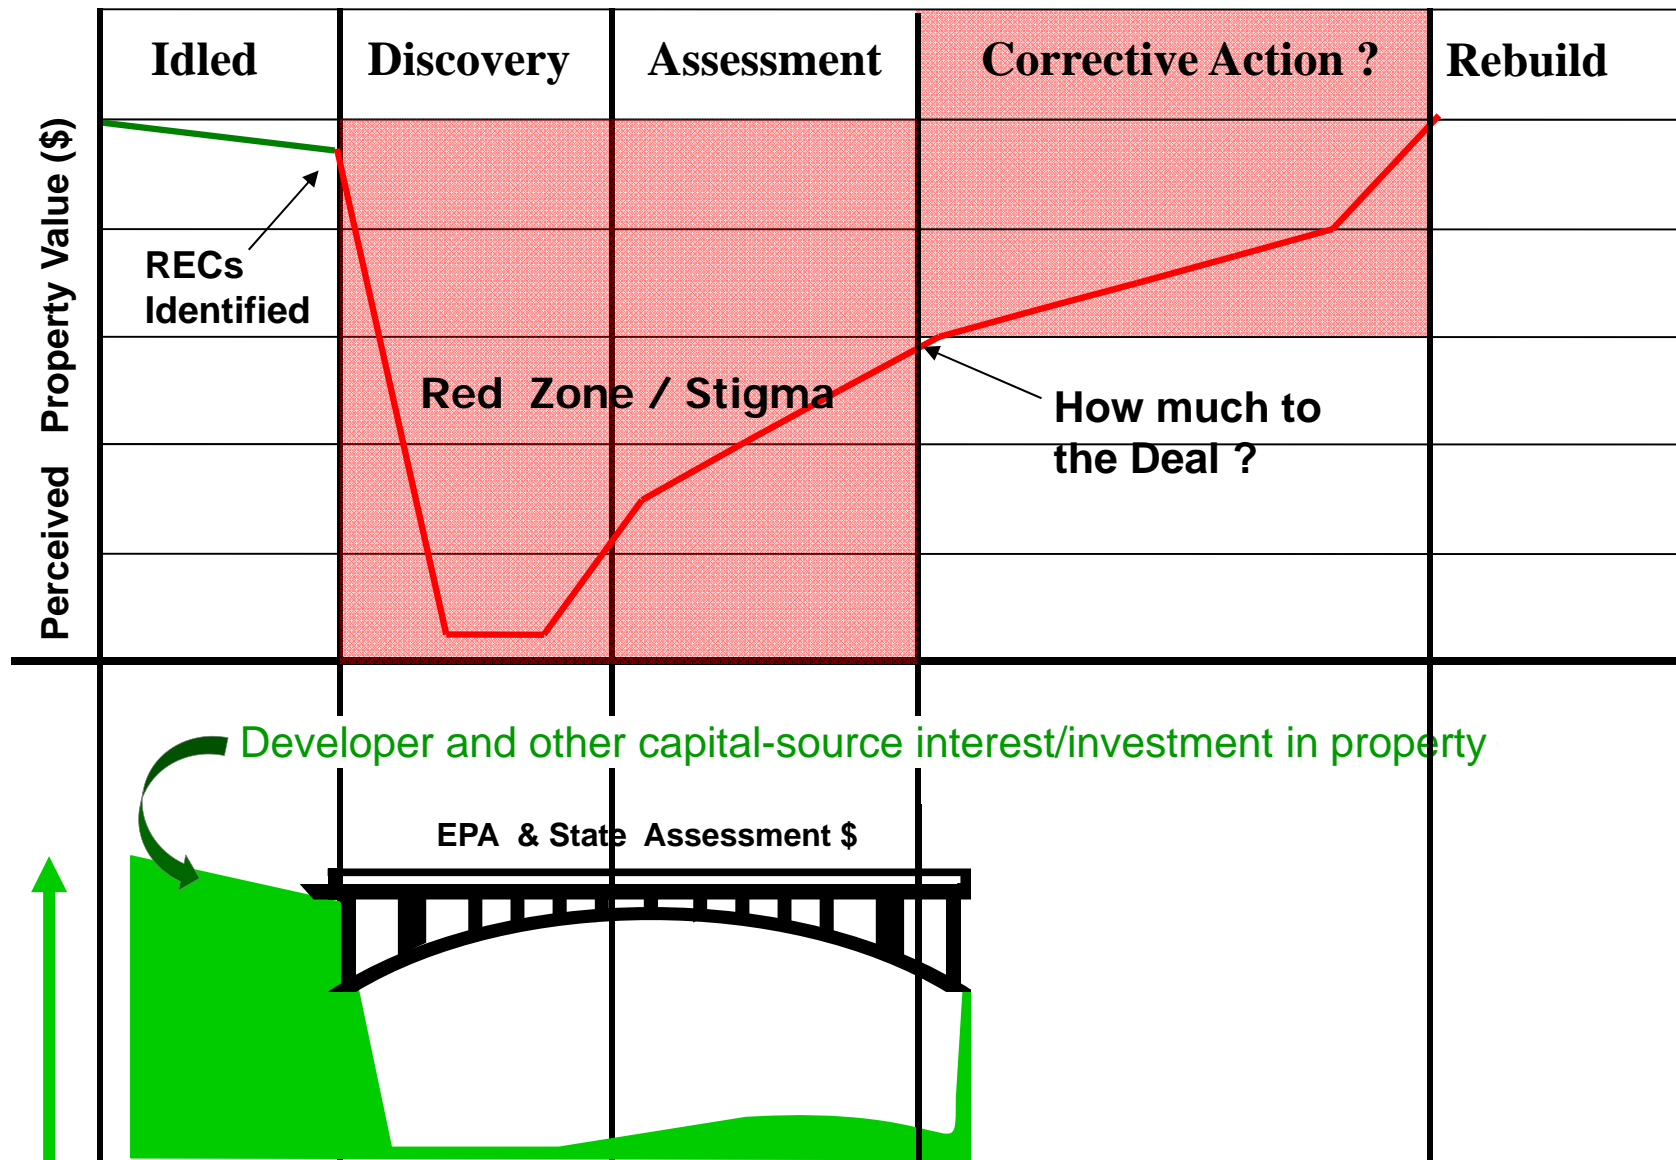 Idled Discovery Assessment Corrective Action ? Rebuild
Perceived Property Value ($)
RECs
Identified
Red Zone / Stigma
How much to
the Deal ?
Developer and other capital-source interest/investment in property
EPA & State Assessment $